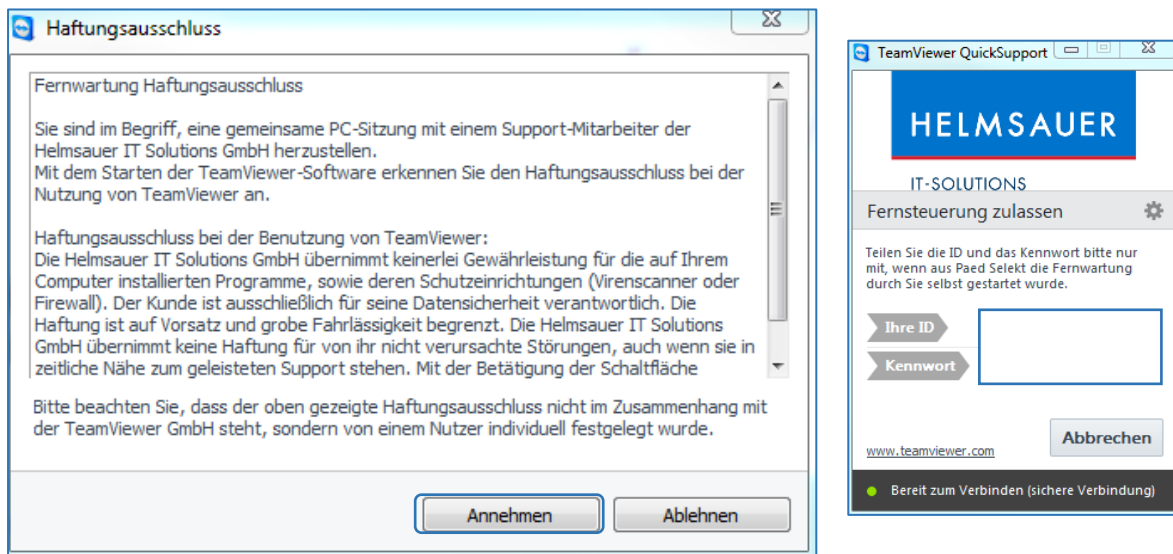 Haftungsausschluss
Fernwartung Haftungsausschluss
Sie sind im Begriff, eine gemeinsame PC-Sitzung mit einem Support-Mitarbeiter der
Helmsauer IT Solutions GmbH herzustellen.
Mit dem Starten der TeamViewer-Software erkennen Sie den Haftungsausschluss bei der
Nutzung von TeamViewer an.
Haftungsausschluss bei der Benutzung von TeamViewer:
Die Helmsauer IT Solutions GmbH übernimmt keinerlei Gewährleistung für die auf Ihrem
Computer installierten Programme, sowie deren Schutzeinrichtungen (Virenscanner oder
Firewall). Der Kunde ist ausschließlich für seine Datensicherheit verantwortlich. Die
Haftung ist auf Vorsatz und grobe Fahrlässigkeit begrenzt. Die Helmsauer IT Solutions
GmbH übernimmt keine Haftung für von ihr nicht verursachte Störungen, auch wenn sie in
zeitliche Nähe zum geleisteten Support stehen. Mit der Betätigung der Schaltfläche
Bitte beachten Sie, dass der oben gezeigte Haftungsausschluss nicht im Zusammenhang mit
der TeamViewer GmbH steht, sondern von einem Nutzer individuell festgelegt wurde.
Annehmen
Ablehnen
TeamViewer QuickSupport
HELMSAUER
IT-SOLUTIONS
Fernsteuerung zulassen
Teilen Sie die ID und das Kennwort bitte nur
mit, wenn aus Paed Selekt die Fernwartung
durch Sie selbst gestartet wurde.
Ihre ID
Kennwort
Abbrechen
www.teamviewer.com
Bereit zum Verbinden (sichere Verbindung)